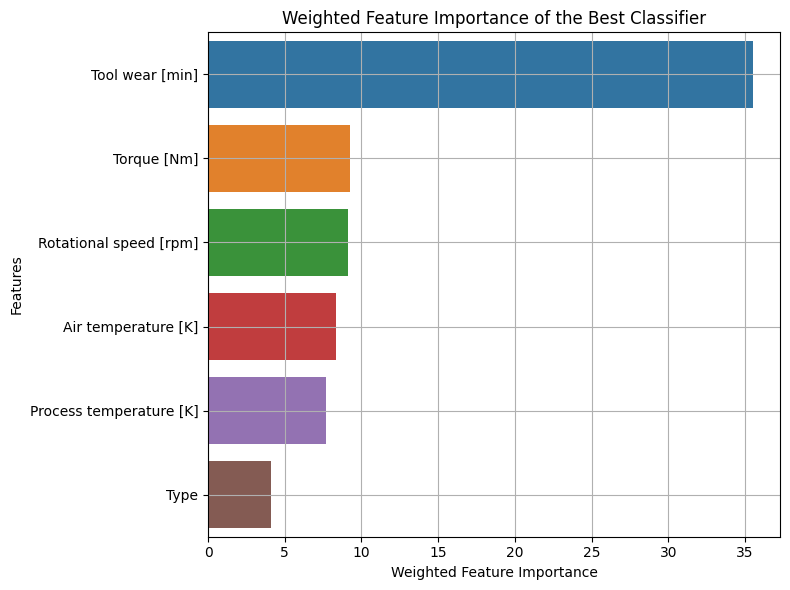 Weighted Feature Importance of the Best Classifier
Tool wear [min]
Torque [Nm]
Rotational speed [rpm]
Air temperature [K]
Process temperature [K]
Type
Features
0 5 10 15 20 25 30 35
Weighted Feature Importance